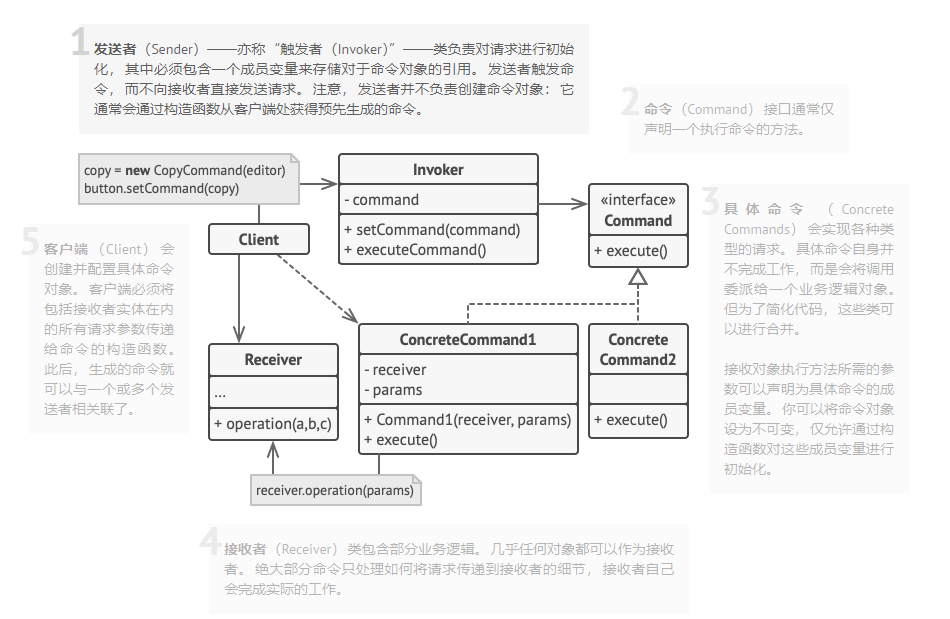 1
发送者（Sender）——亦称“触发者（Invoker）”——类负责对请求进行初始
化，其中必须包含一个成员变量来存储对于命令对象的引用。发送者触发命
令，而不向接收者直接发送请求。注意，发送者并不负责创建命令对象：它
通常会通过构造函数从客户端处获得预先生成的命令。
2
命令（Command）接口通常仅
声明一个执行命令的方法。
copy = new CopyCommand(editor)
button.setCommand(copy)
Invoker
- command
+ setCommand(command)
+ executeCommand()
«interface»
Command
+ execute()
3
具体命令（Concrete
Commands）会实现各种类
型的请求。具体命令自身并
不完成工作，而是会将调用
委派给一个业务逻辑对象。
但为了简化代码，这些类可
以进行合并。
接收对象执行方法所需的参
数可以声明为具体命令的成
员变量。你可以将命令对象
设为不可变，仅允许通过构
造函数对这些成员变量进行
初始化。
5
客户端（Client）会
创建并配置具体命令
对象。客户端必须将
包括接收者实体在内
的所有请求参数传递
给命令的构造函数。
此后，生成的命令就
可以与一个或多个发
送者相关联了。
Client
Receiver
...
+ operation(a,b,c)
ConcreteCommand1
- receiver
- params
+ Command1(receiver, params)
+ execute()
Concrete
Command2
+ execute()
receiver.operation(params)
4
接收者（Receiver）类包含部分业务逻辑。几乎任何对象都可以作为接收
者。绝大部分命令只处理如何将请求传递到接收者的细节，接收者自己
会完成实际的工作。